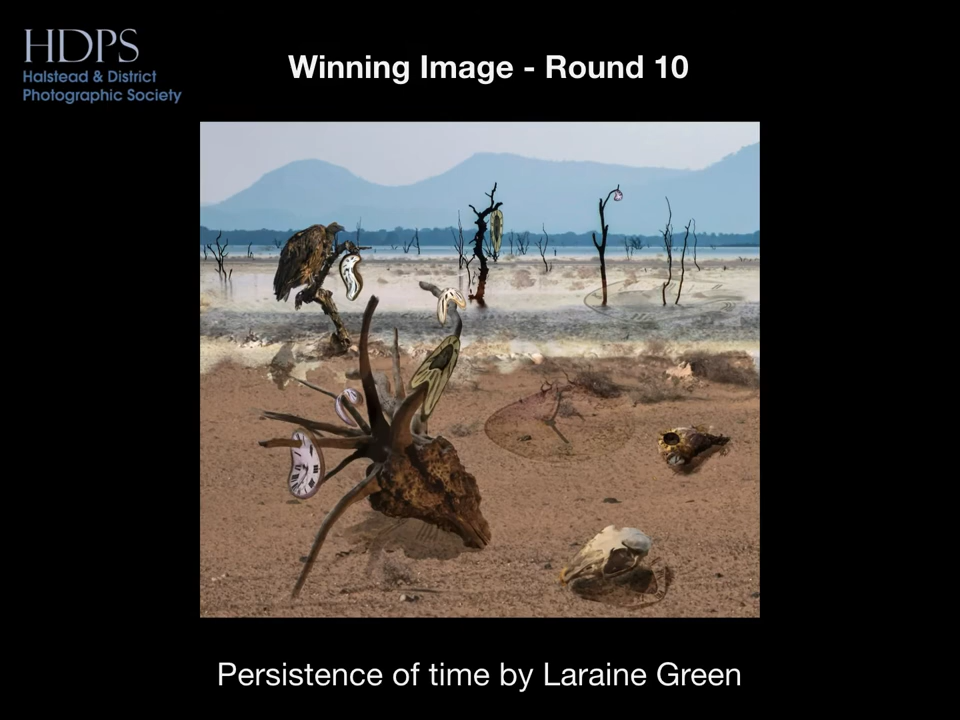 HDPS
Halstead & District
Photographic Society
Winning Image - Round 10
Persistence of time by Laraine Green